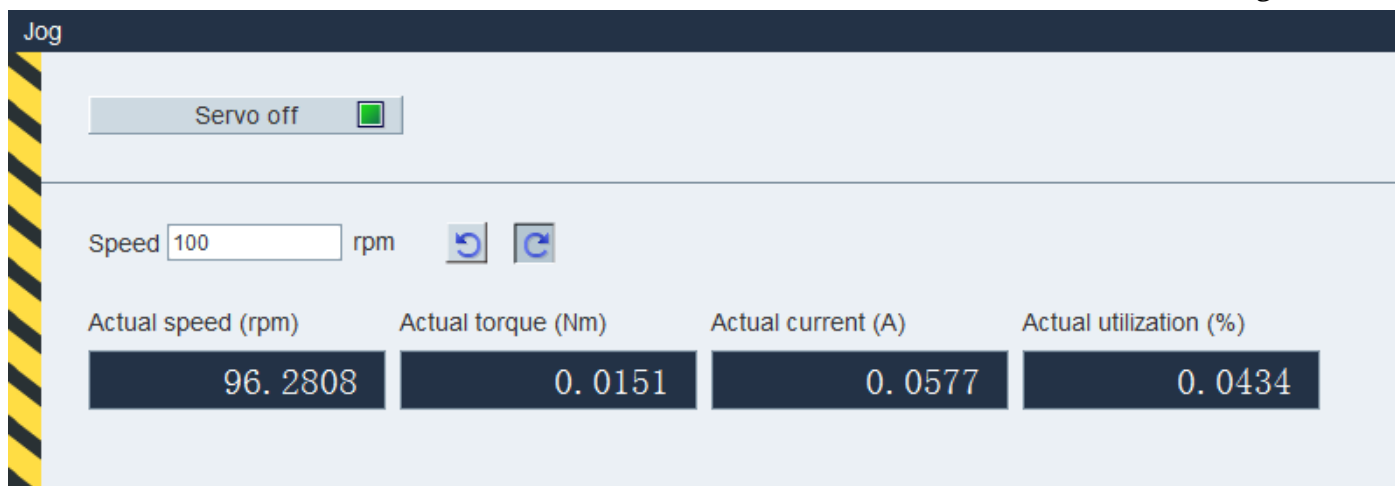 Jog
Servo off
Speed 100 rpm
Actual speed (rpm) Actual torque (Nm) Actual current (A) Actual utilization (%)
96.2808 0.0151 0.0577 0.0434